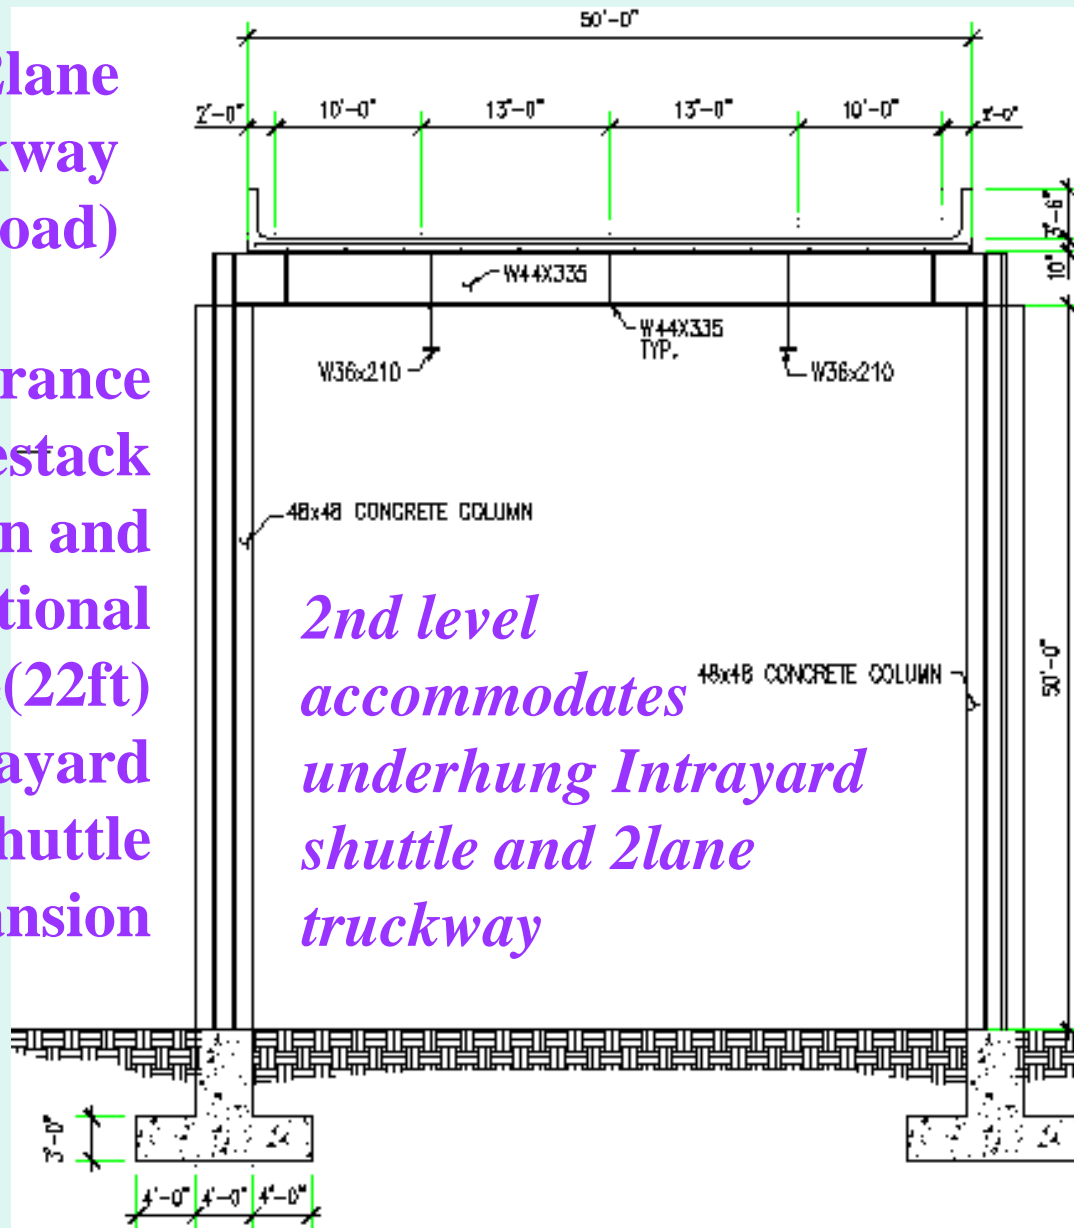 50'-0"
2lane
2'-0" 10'-0" 13'-0" 13'-0" 10'-0" 2'-0"
kway
oad)
3'-6"
10"
W44X335
W44X335
TYP.
W36x210
W36x210
rance
estack
n and
tional
(22ft)
ayard
huttle
ansion
48x48 CONCRETE COLUMN
2nd level
accommodates
underhung Intrayard
shuttle and 2lane
truckway
48x48 CONCRETE COLUMN
50'-0"
3'-0"
4'-0" 4'-0" 4'-0"